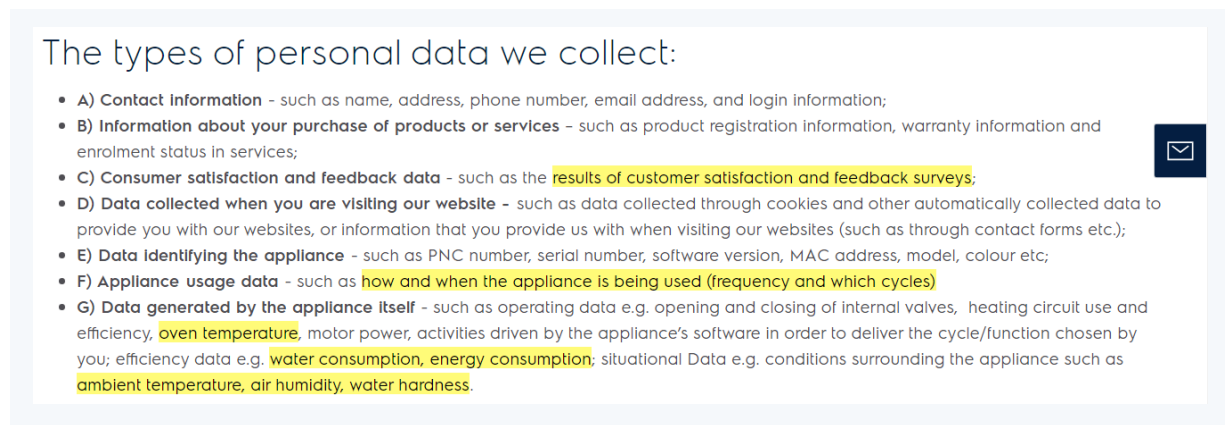 The types of personal data we collect:
A) Contact information - such as name, address, phone number, email address, and login information;
B) Information about your purchase of products or services – such as product registration information, warranty information and
enrolment status in services;
C) Consumer satisfaction and feedback data - such as the results of customer satisfaction and feedback surveys;
D) Data collected when you are visiting our website – such as data collected through cookies and other automatically collected data to
provide you with our websites, or information that you provide us with when visiting our websites (such as through contact forms etc.);
E) Data identifying the appliance - such as PNC number, serial number, software version, MAC address, model, colour etc;
F) Appliance usage data - such as how and when the appliance is being used (frequency and which cycles)
G) Data generated by the appliance itself - such as operating data e.g. opening and closing of internal valves, heating circuit use and
efficiency, oven temperature, motor power, activities driven by the appliance's software in order to deliver the cycle/function chosen by
you; efficiency data e.g. water consumption, energy consumption; situational Data e.g. conditions surrounding the appliance such as
ambient temperature, air humidity, water hardness.